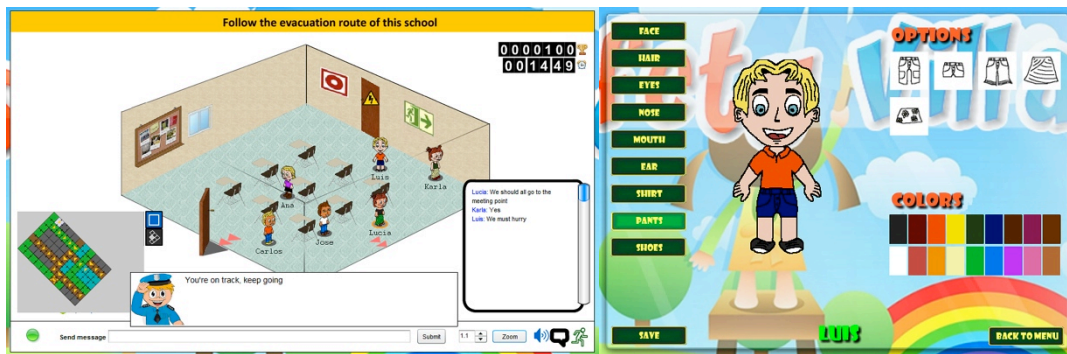 Follow the evacuation route of this school
0000100
001449
Luis
Karla
Ana
Carlos
Jose
Lucia
Lucia: We should all go to the
meeting point
Karla: Yes
Luis: We must hurry
You're on track, keep going
Send message
Submit
1.1
Zoom
FACE
HAIR
EYES
NOSE
MOUTH
EAR
SHIRT
PANTS
SHOES
SAVE
OPTIONS
COLORS
LUIS
BACK TO MENU